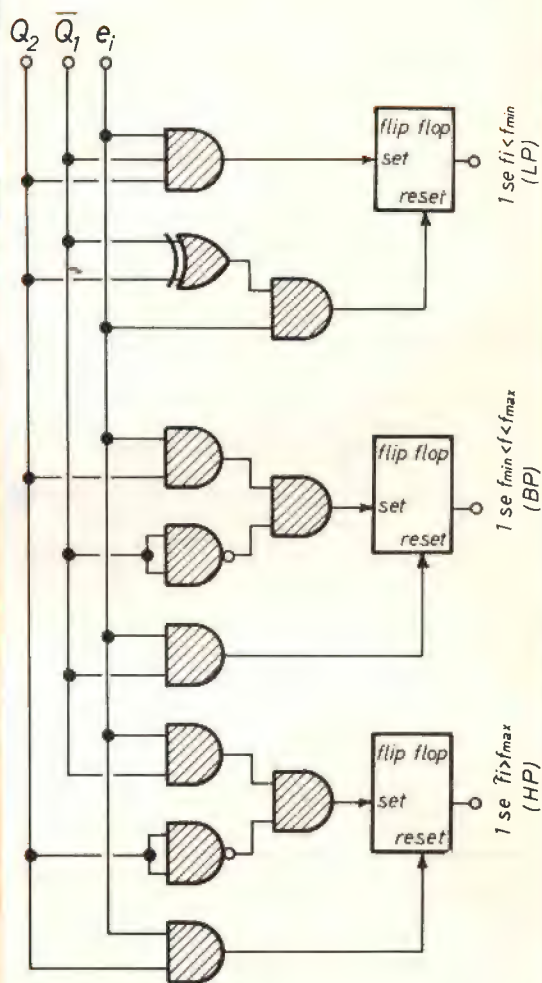 Q2 Q̅1 ei
flip flop
set
reset
1 se fi < fmin
(LP)
flip flop
set
reset
1 se fmin < f < fmax
(BP)
flip flop
set
reset
1 se fi > fmax
(HP)